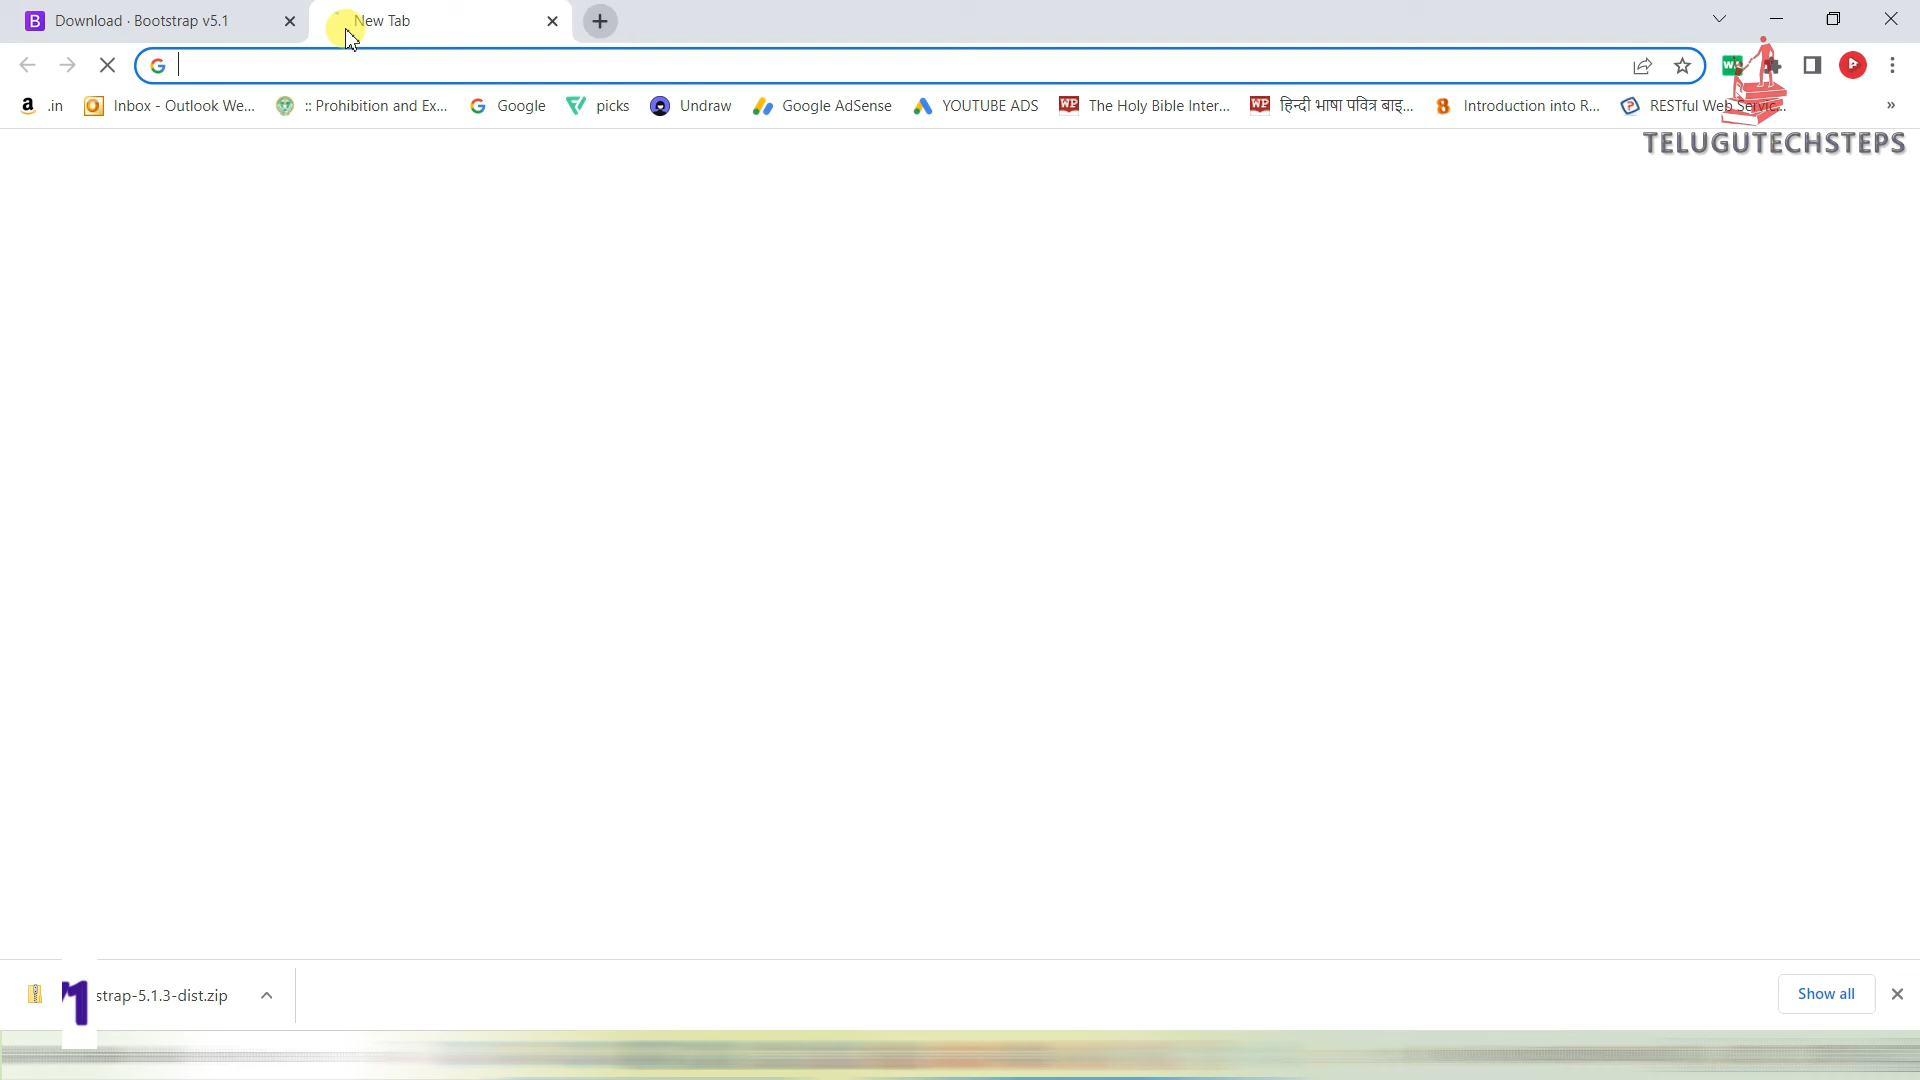 Download · Bootstrap v5.1
New Tab
.in
Inbox - Outlook We...
:: Prohibition and Ex...
Google
picks
Undraw
Google AdSense
YOUTUBE ADS
The Holy Bible Inter...
हिन्दी भाषा पवित्र बाइ...
Introduction into R...
RESTful Web Servic...
TELUGUTECHSTEPS
strap-5.1.3-dist.zip
Show all